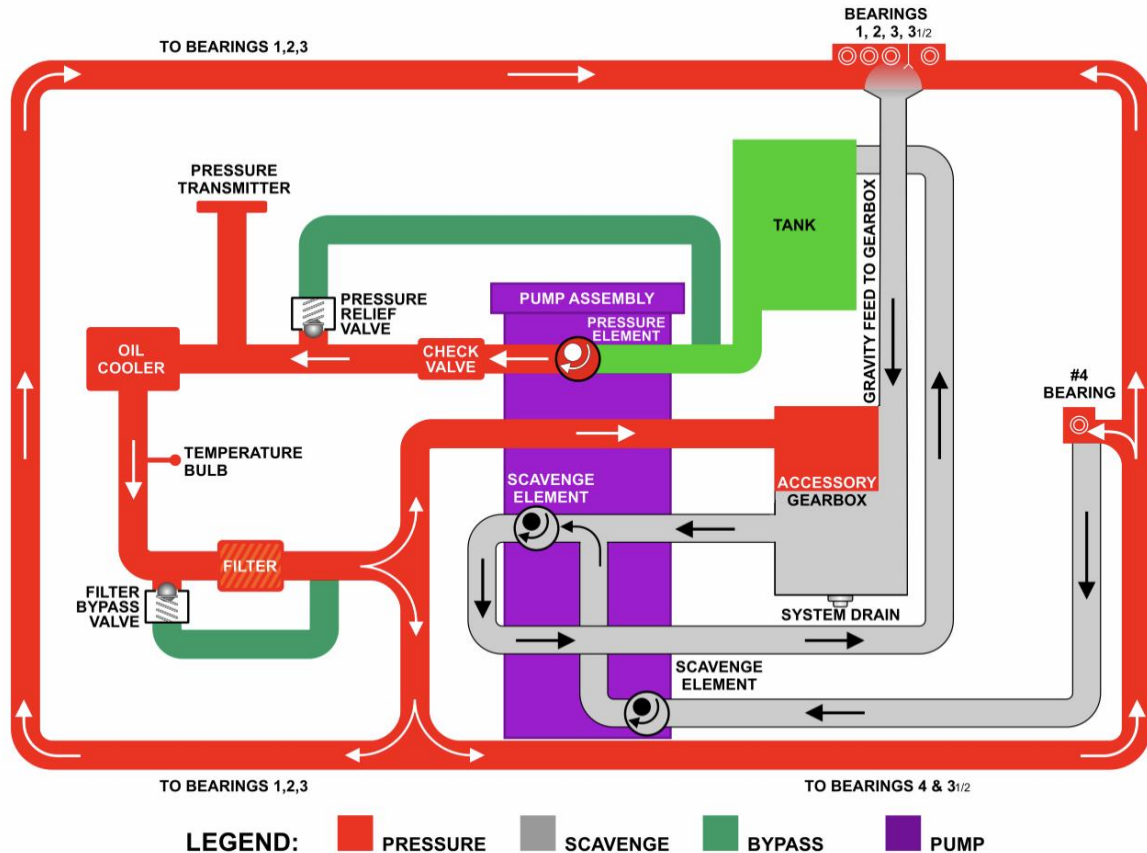 BEARINGS
1, 2, 3, 31/2
TO BEARINGS 1,2,3
PRESSURE
TRANSMITTER
TANK
GRAVITY FEED TO GEARBOX
PUMP ASSEMBLY
PRESSURE
RELIEF
VALVE
PRESSURE
ELEMENT
OIL
COOLER
CHECK
VALVE
#4
BEARING
TEMPERATURE
BULB
SCAVENGE
ELEMENT
ACCESSORY
GEARBOX
FILTER
FILTER
BYPASS
VALVE
SYSTEM DRAIN
SCAVENGE
ELEMENT
TO BEARINGS 1,2,3
TO BEARINGS 4 & 31/2
LEGEND:
PRESSURE
SCAVENGE
BYPASS
PUMP